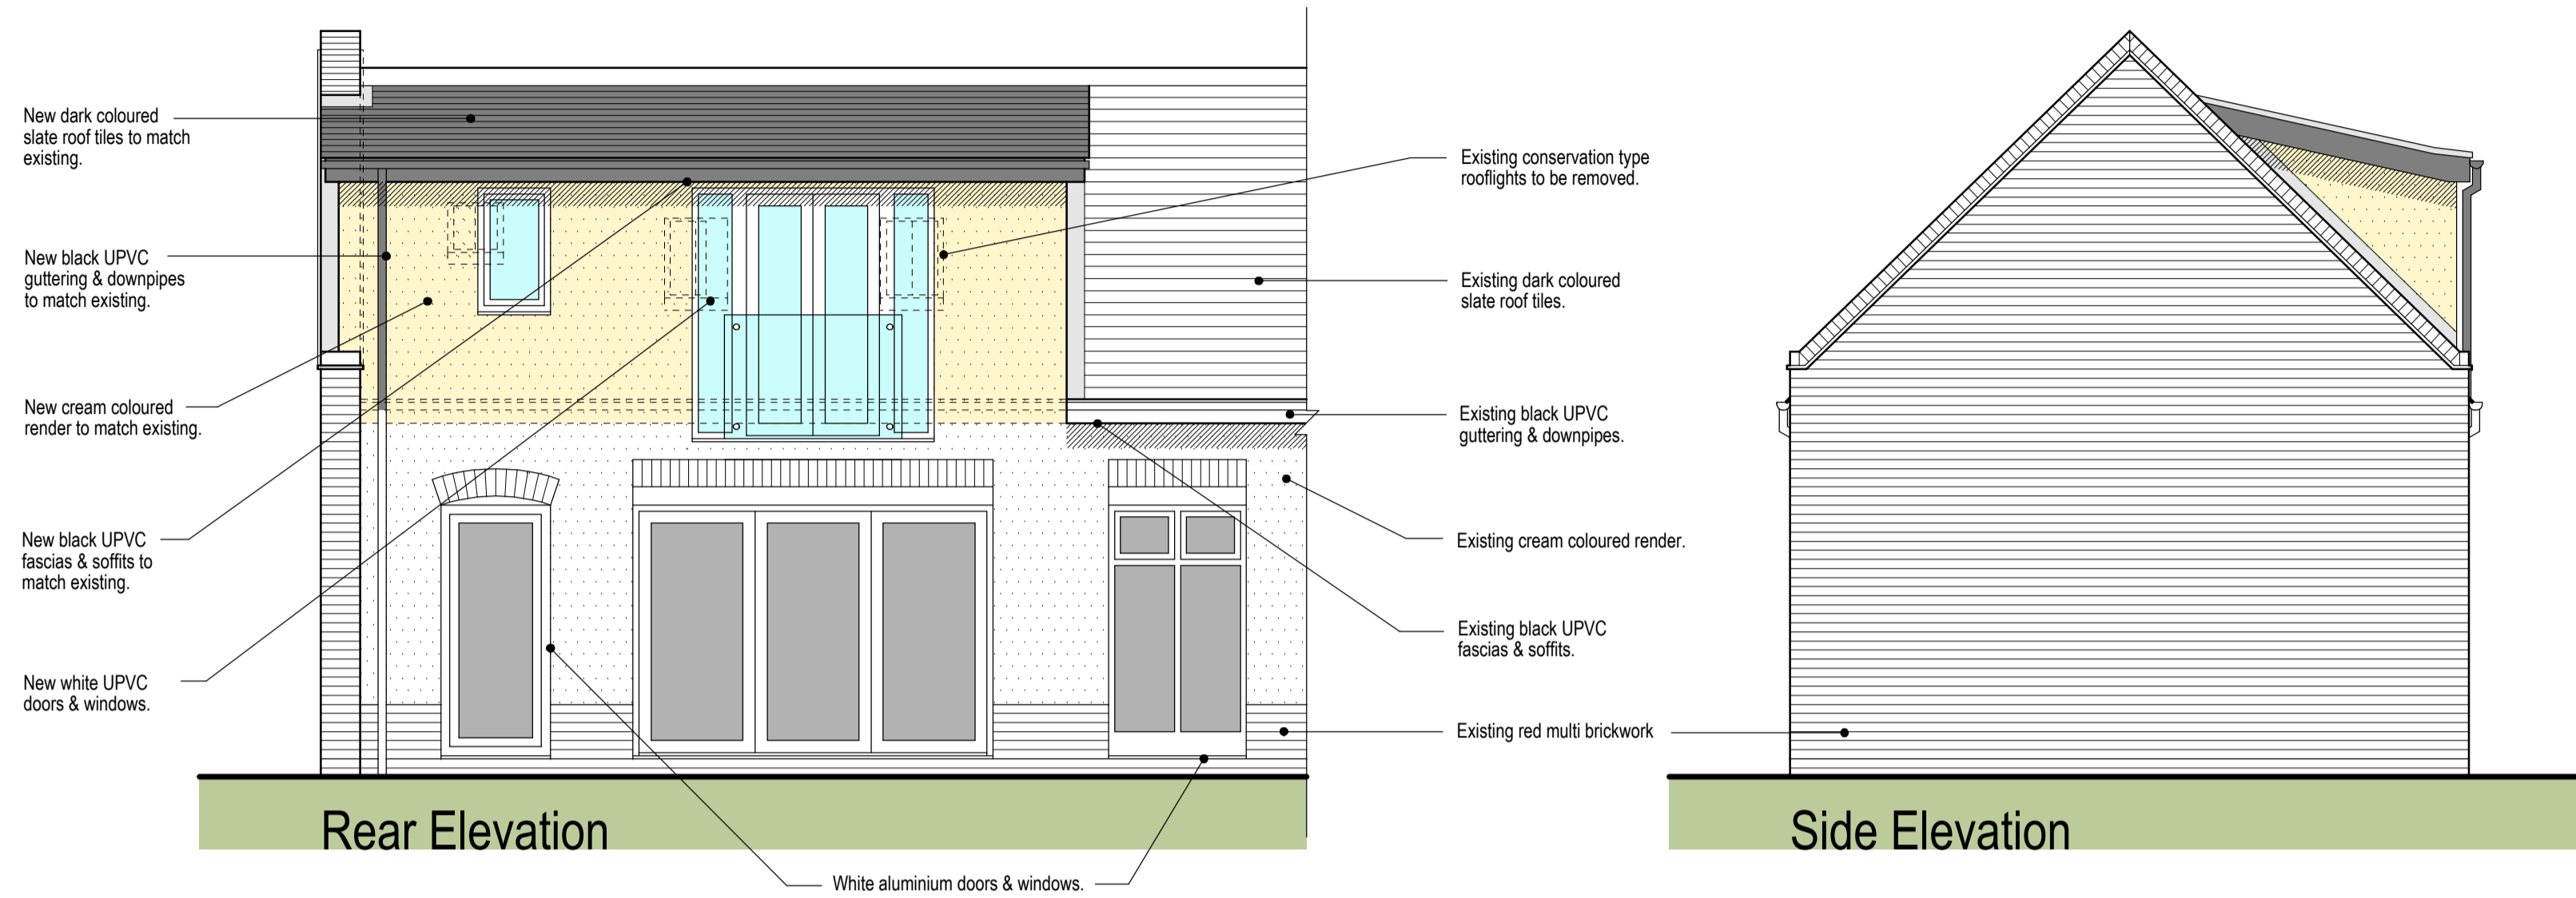 New dark coloured
slate roof tiles to match
existing.
New black UPVC
guttering & downpipes
to match existing.
New cream coloured
render to match existing.
New black UPVC
fascias & soffits to
match existing.
New white UPVC
doors & windows.
Existing conservation type
rooflights to be removed.
Existing dark coloured
slate roof tiles.
Existing black UPVC
guttering & downpipes.
Existing cream coloured render.
Existing black UPVC
fascias & soffits.
Existing red multi brickwork
Rear Elevation
Side Elevation
White aluminium doors & windows.